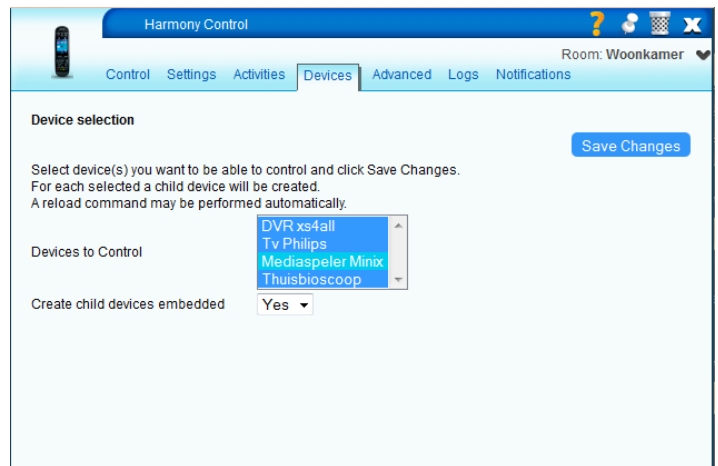 Harmony Control
Room: Woonkamer
Control Settings Activities Devices Advanced Logs Notifications
Device selection
Save Changes
Select device(s) you want to be able to control and click Save Changes.
For each selected a child device will be created.
A reload command may be performed automatically.
DVR xs4all
Tv Philips
Devices to Control
Mediaspeler Minix
Thuisbioscoop
Create child devices embedded Yes